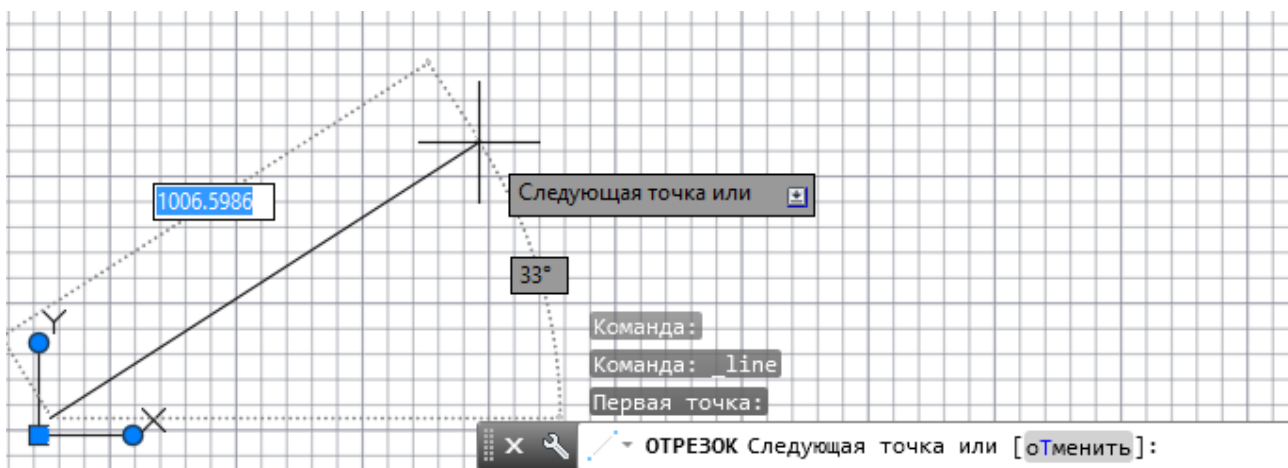 1006.5986
Следующая точка или
33°
Y
Команда:
Команда: _line
Первая точка:
X
ОТРЕЗОК Следующая точка или [оТменить]: